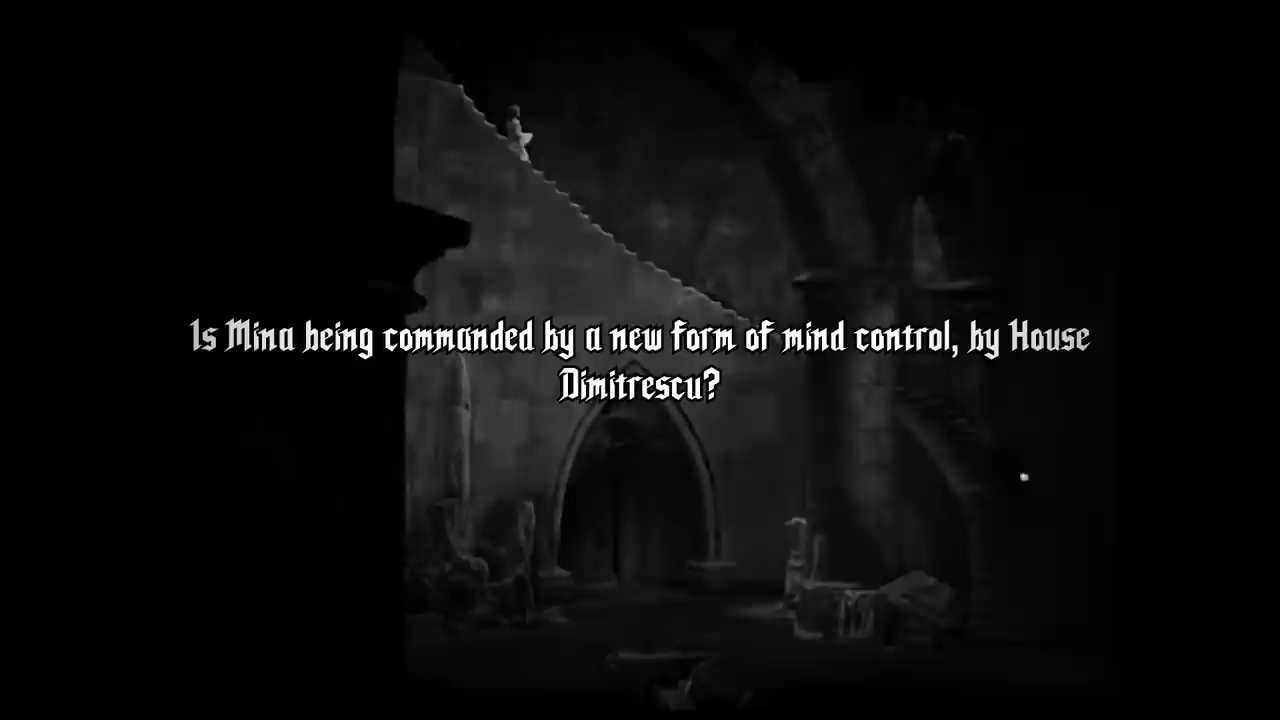 Is Mina being commanded by a new form of mind control, by House
Dimitrescu?